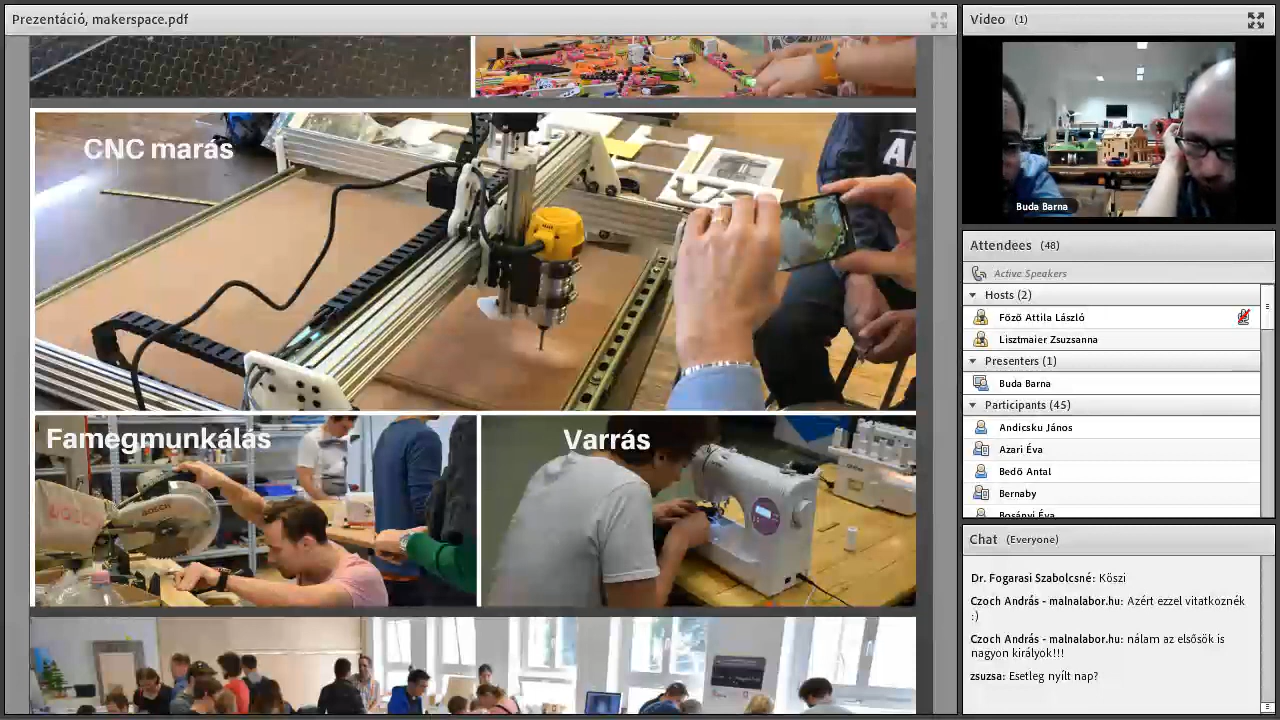 Prezentáció, makerspace.pdf
CNC marás
Famegmunkálás
BOSCH
BOSCH
Varrás
Video (1)
Buda Barna
Attendees (48)
Active Speakers
Hosts (2)
Főző Attila László
Lisztmaier Zsuzsanna
Presenters (1)
Buda Barna
Participants (45)
Andicsku János
Azari Éva
Bedő Antal
Bernaby
Bosányi Éva
Chat (Everyone)
Dr. Fogarasi Szabolcsné: Köszi
Czoch András - malnalabor.hu: Azért ezzel vitatkoznék
:)
Czoch András - malnalabor.hu: nálam az elsősök is
nagyon királyok!!!
zsuzsa: Esetleg nyílt nap?